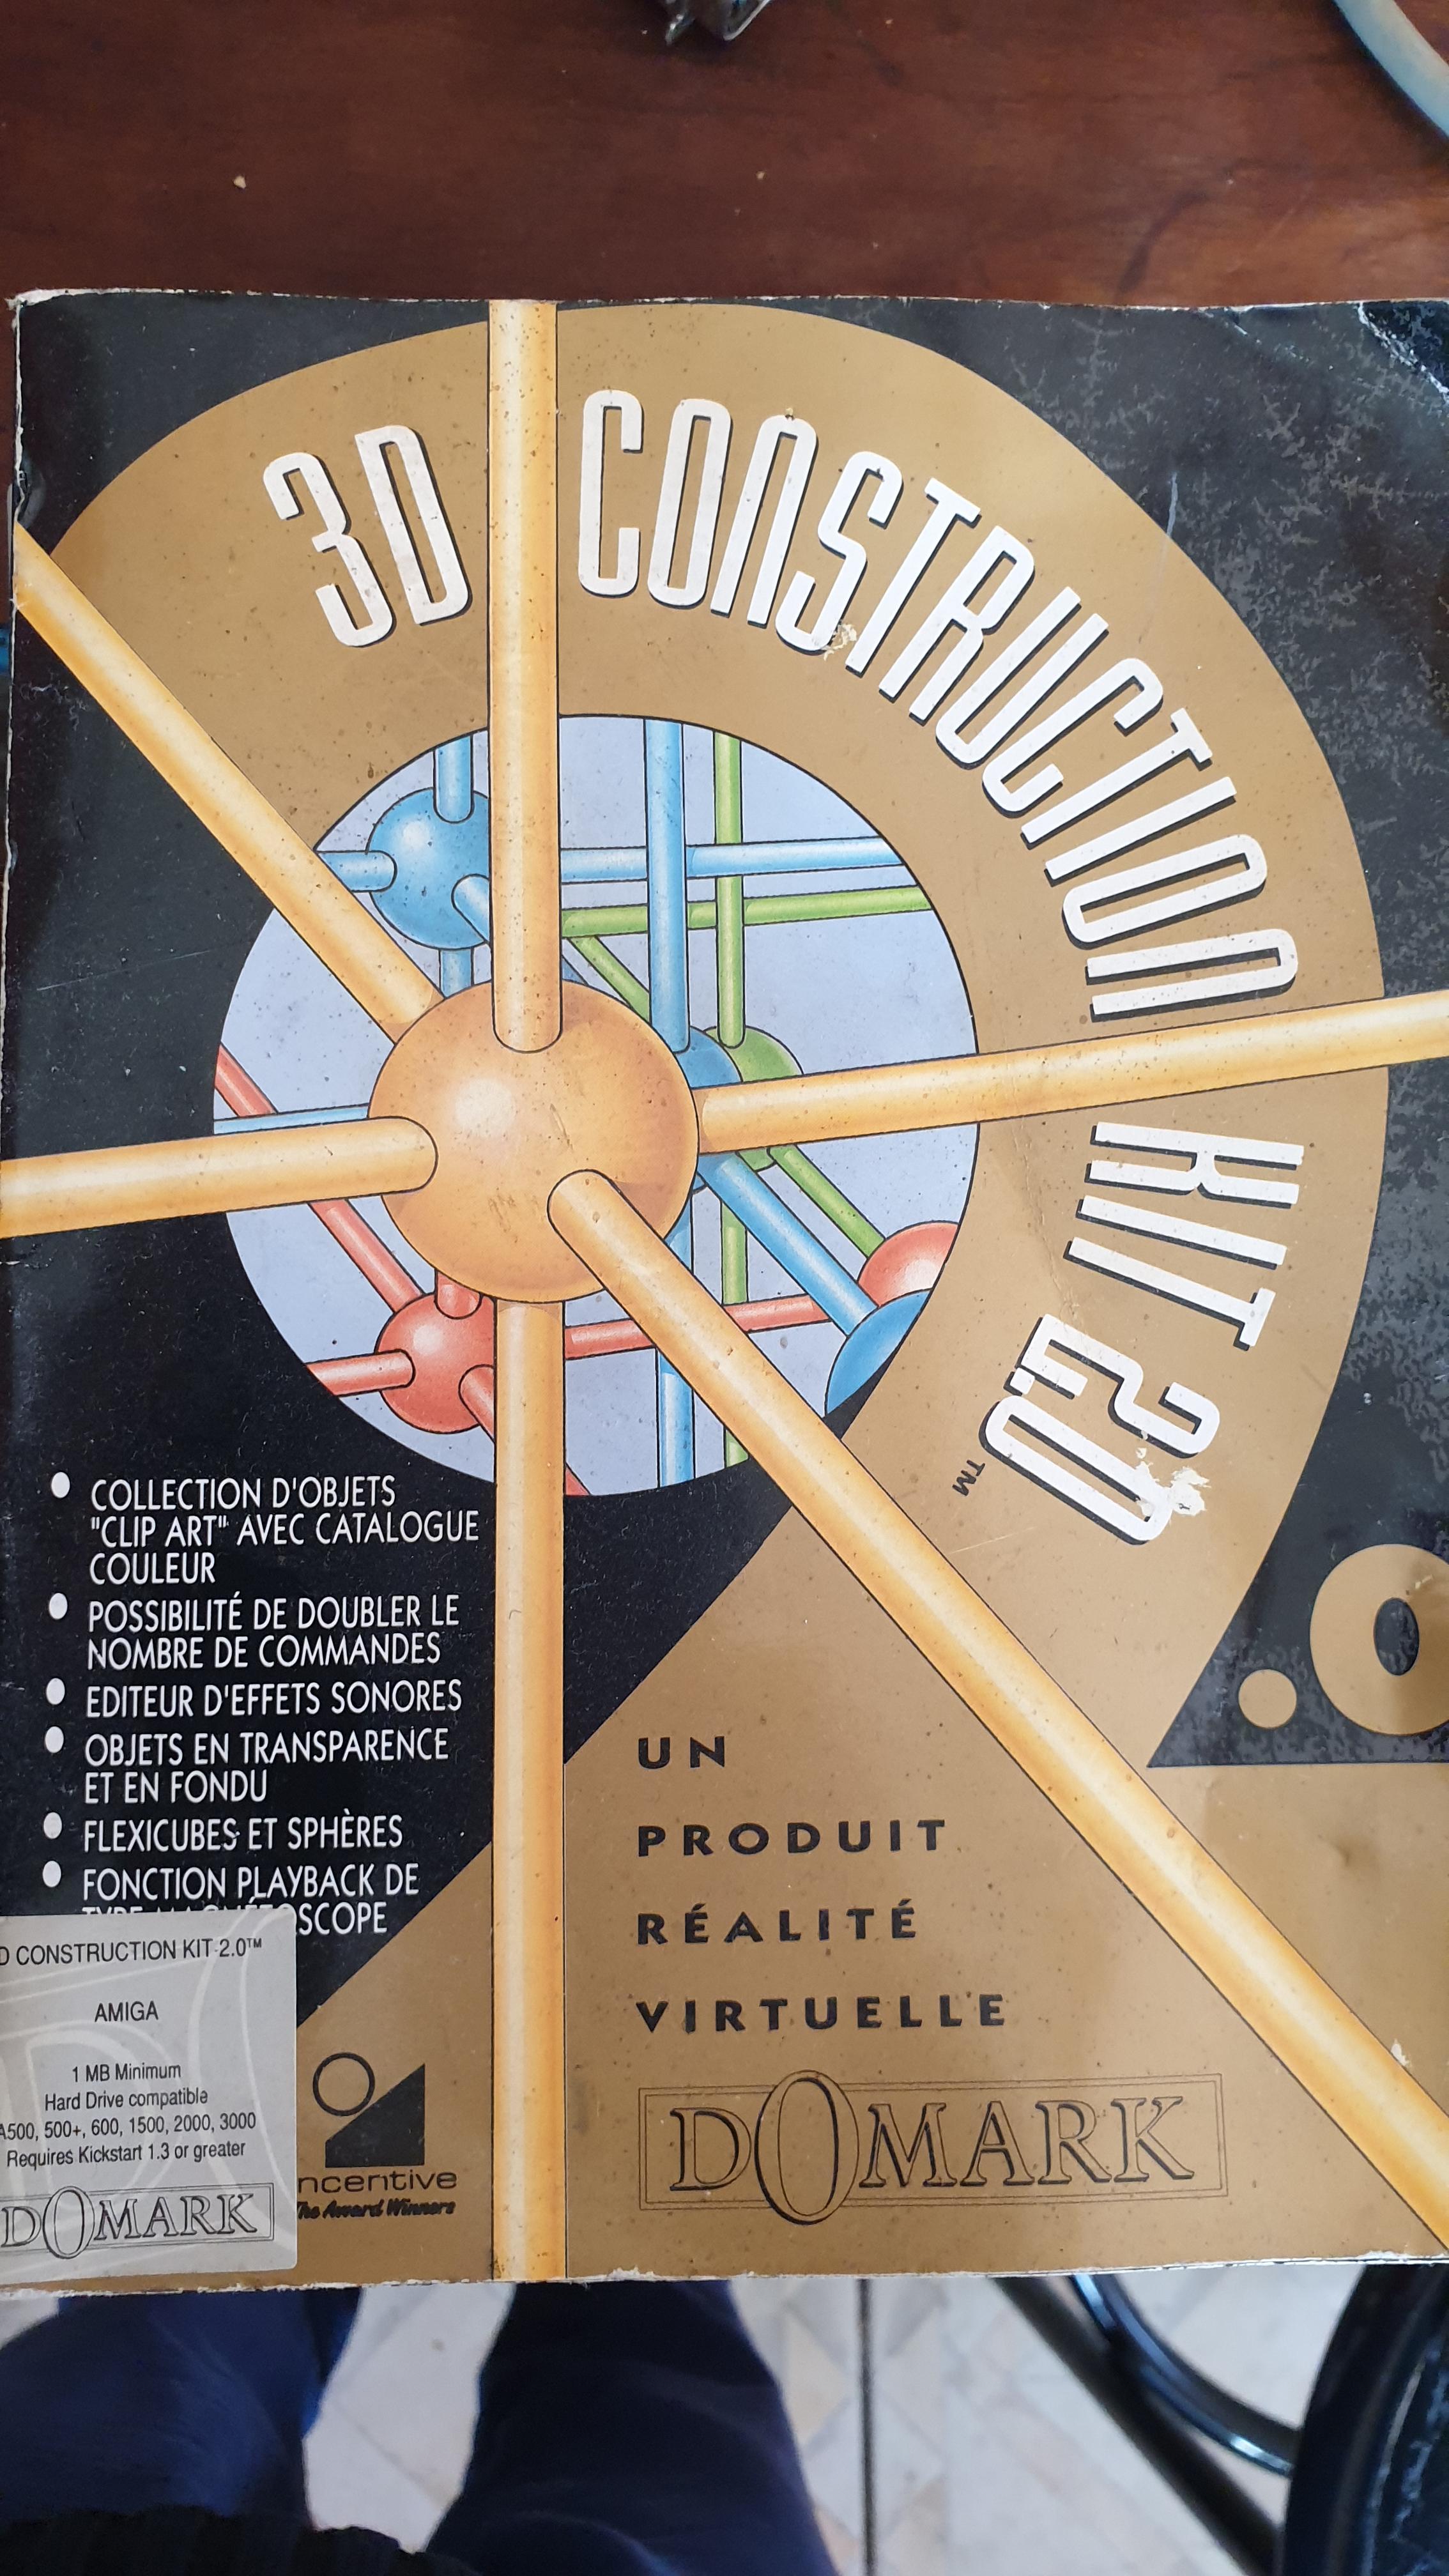 3D CONSTRUCTION KIT 2.0™
.0
• COLLECTION D'OBJETS
"CLIP ART" AVEC CATALOGUE
COULEUR
• POSSIBILITÉ DE DOUBLER LE
NOMBRE DE COMMANDES
• EDITEUR D'EFFETS SONORES
• OBJETS EN TRANSPARENCE
ET EN FONDU
• FLEXICUBES ET SPHÈRES
• FONCTION PLAYBACK DE
TYPE MAGNÉTOSCOPE
D CONSTRUCTION KIT 2.0™
AMIGA
1 MB Minimum
Hard Drive compatible
A500, 500+, 600, 1500, 2000, 3000
Requires Kickstart 1.3 or greater
DOMARK
ncentive
The Award Winners
UN
PRODUIT
RÉALITÉ
VIRTUELLE
DOMARK